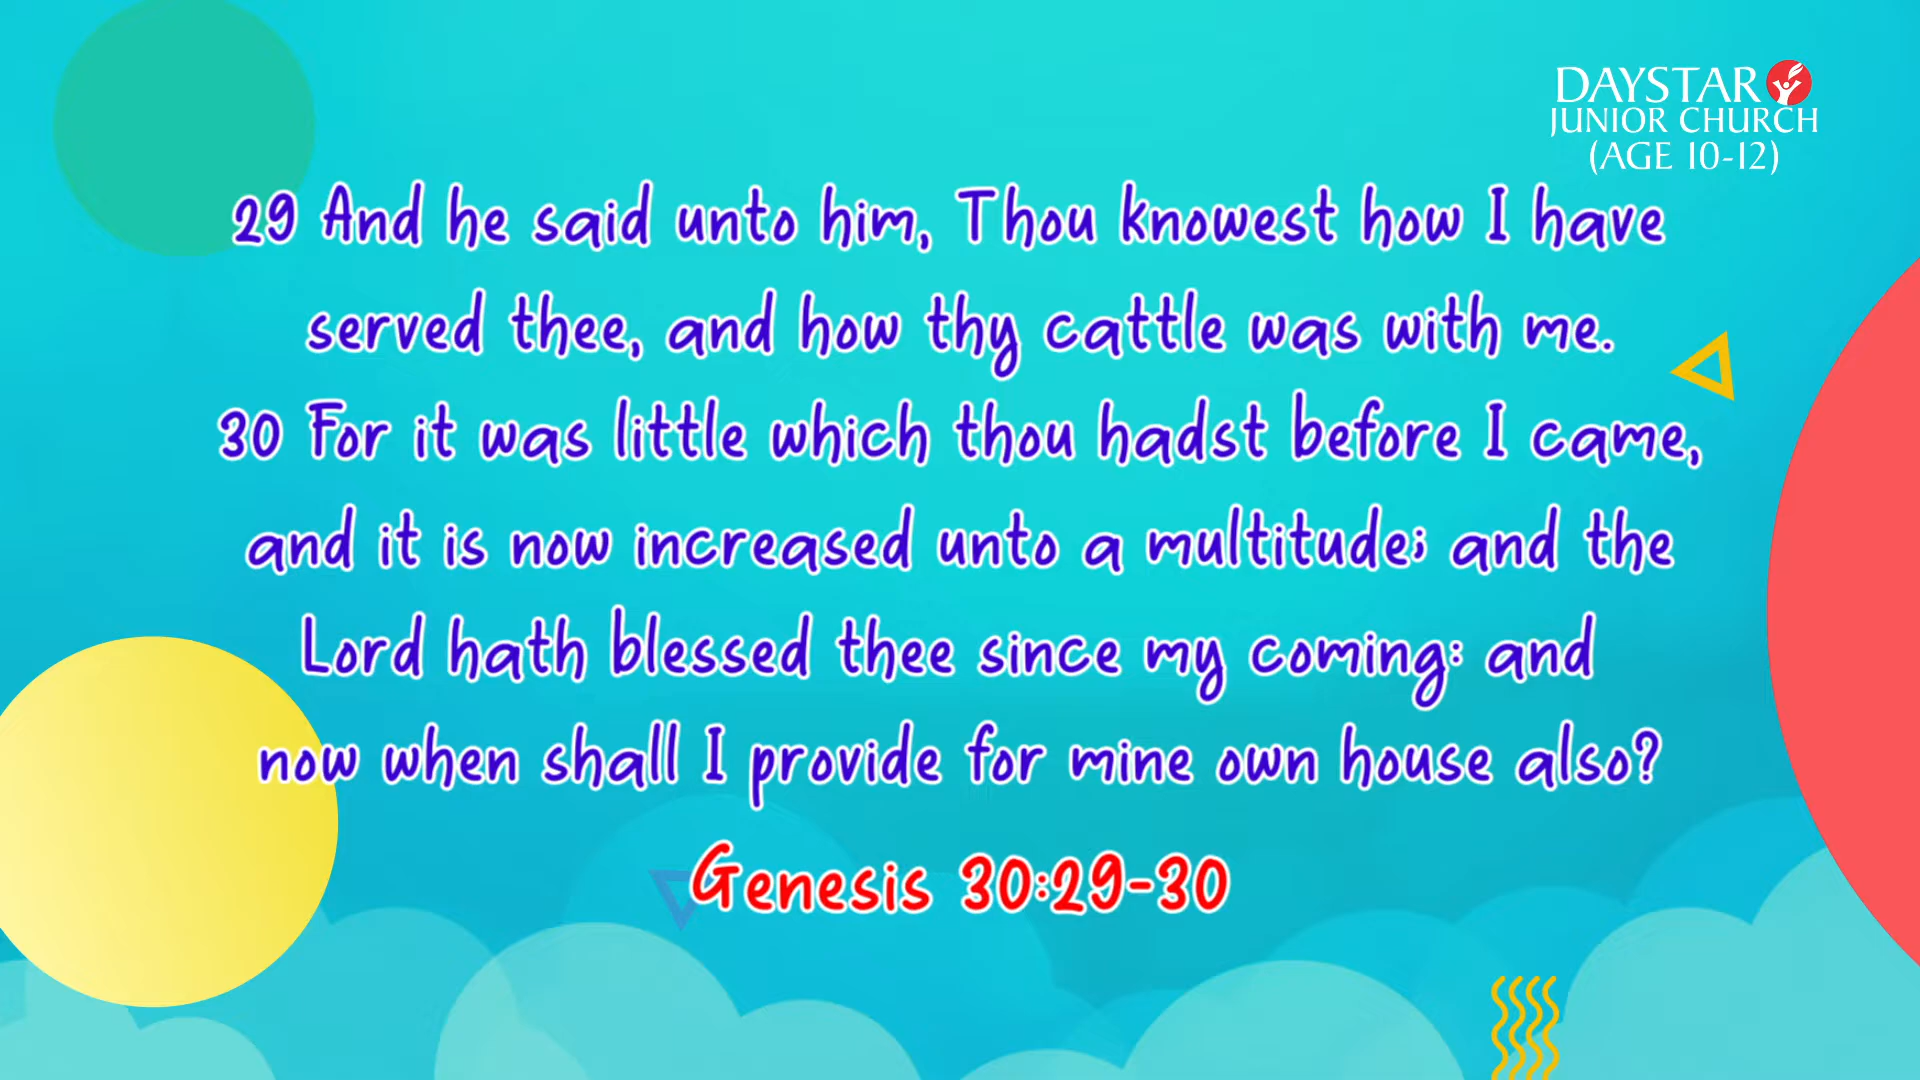 DAYSTAR
JUNIOR CHURCH
(AGE 10-12)
29 And he said unto him, Thou knowest how I have
served thee, and how thy cattle was with me.
30 For it was little which thou hadst before I came,
and it is now increased unto a multitude; and the
Lord hath blessed thee since my coming: and
now when shall I provide for mine own house also?
Genesis 30:29-30